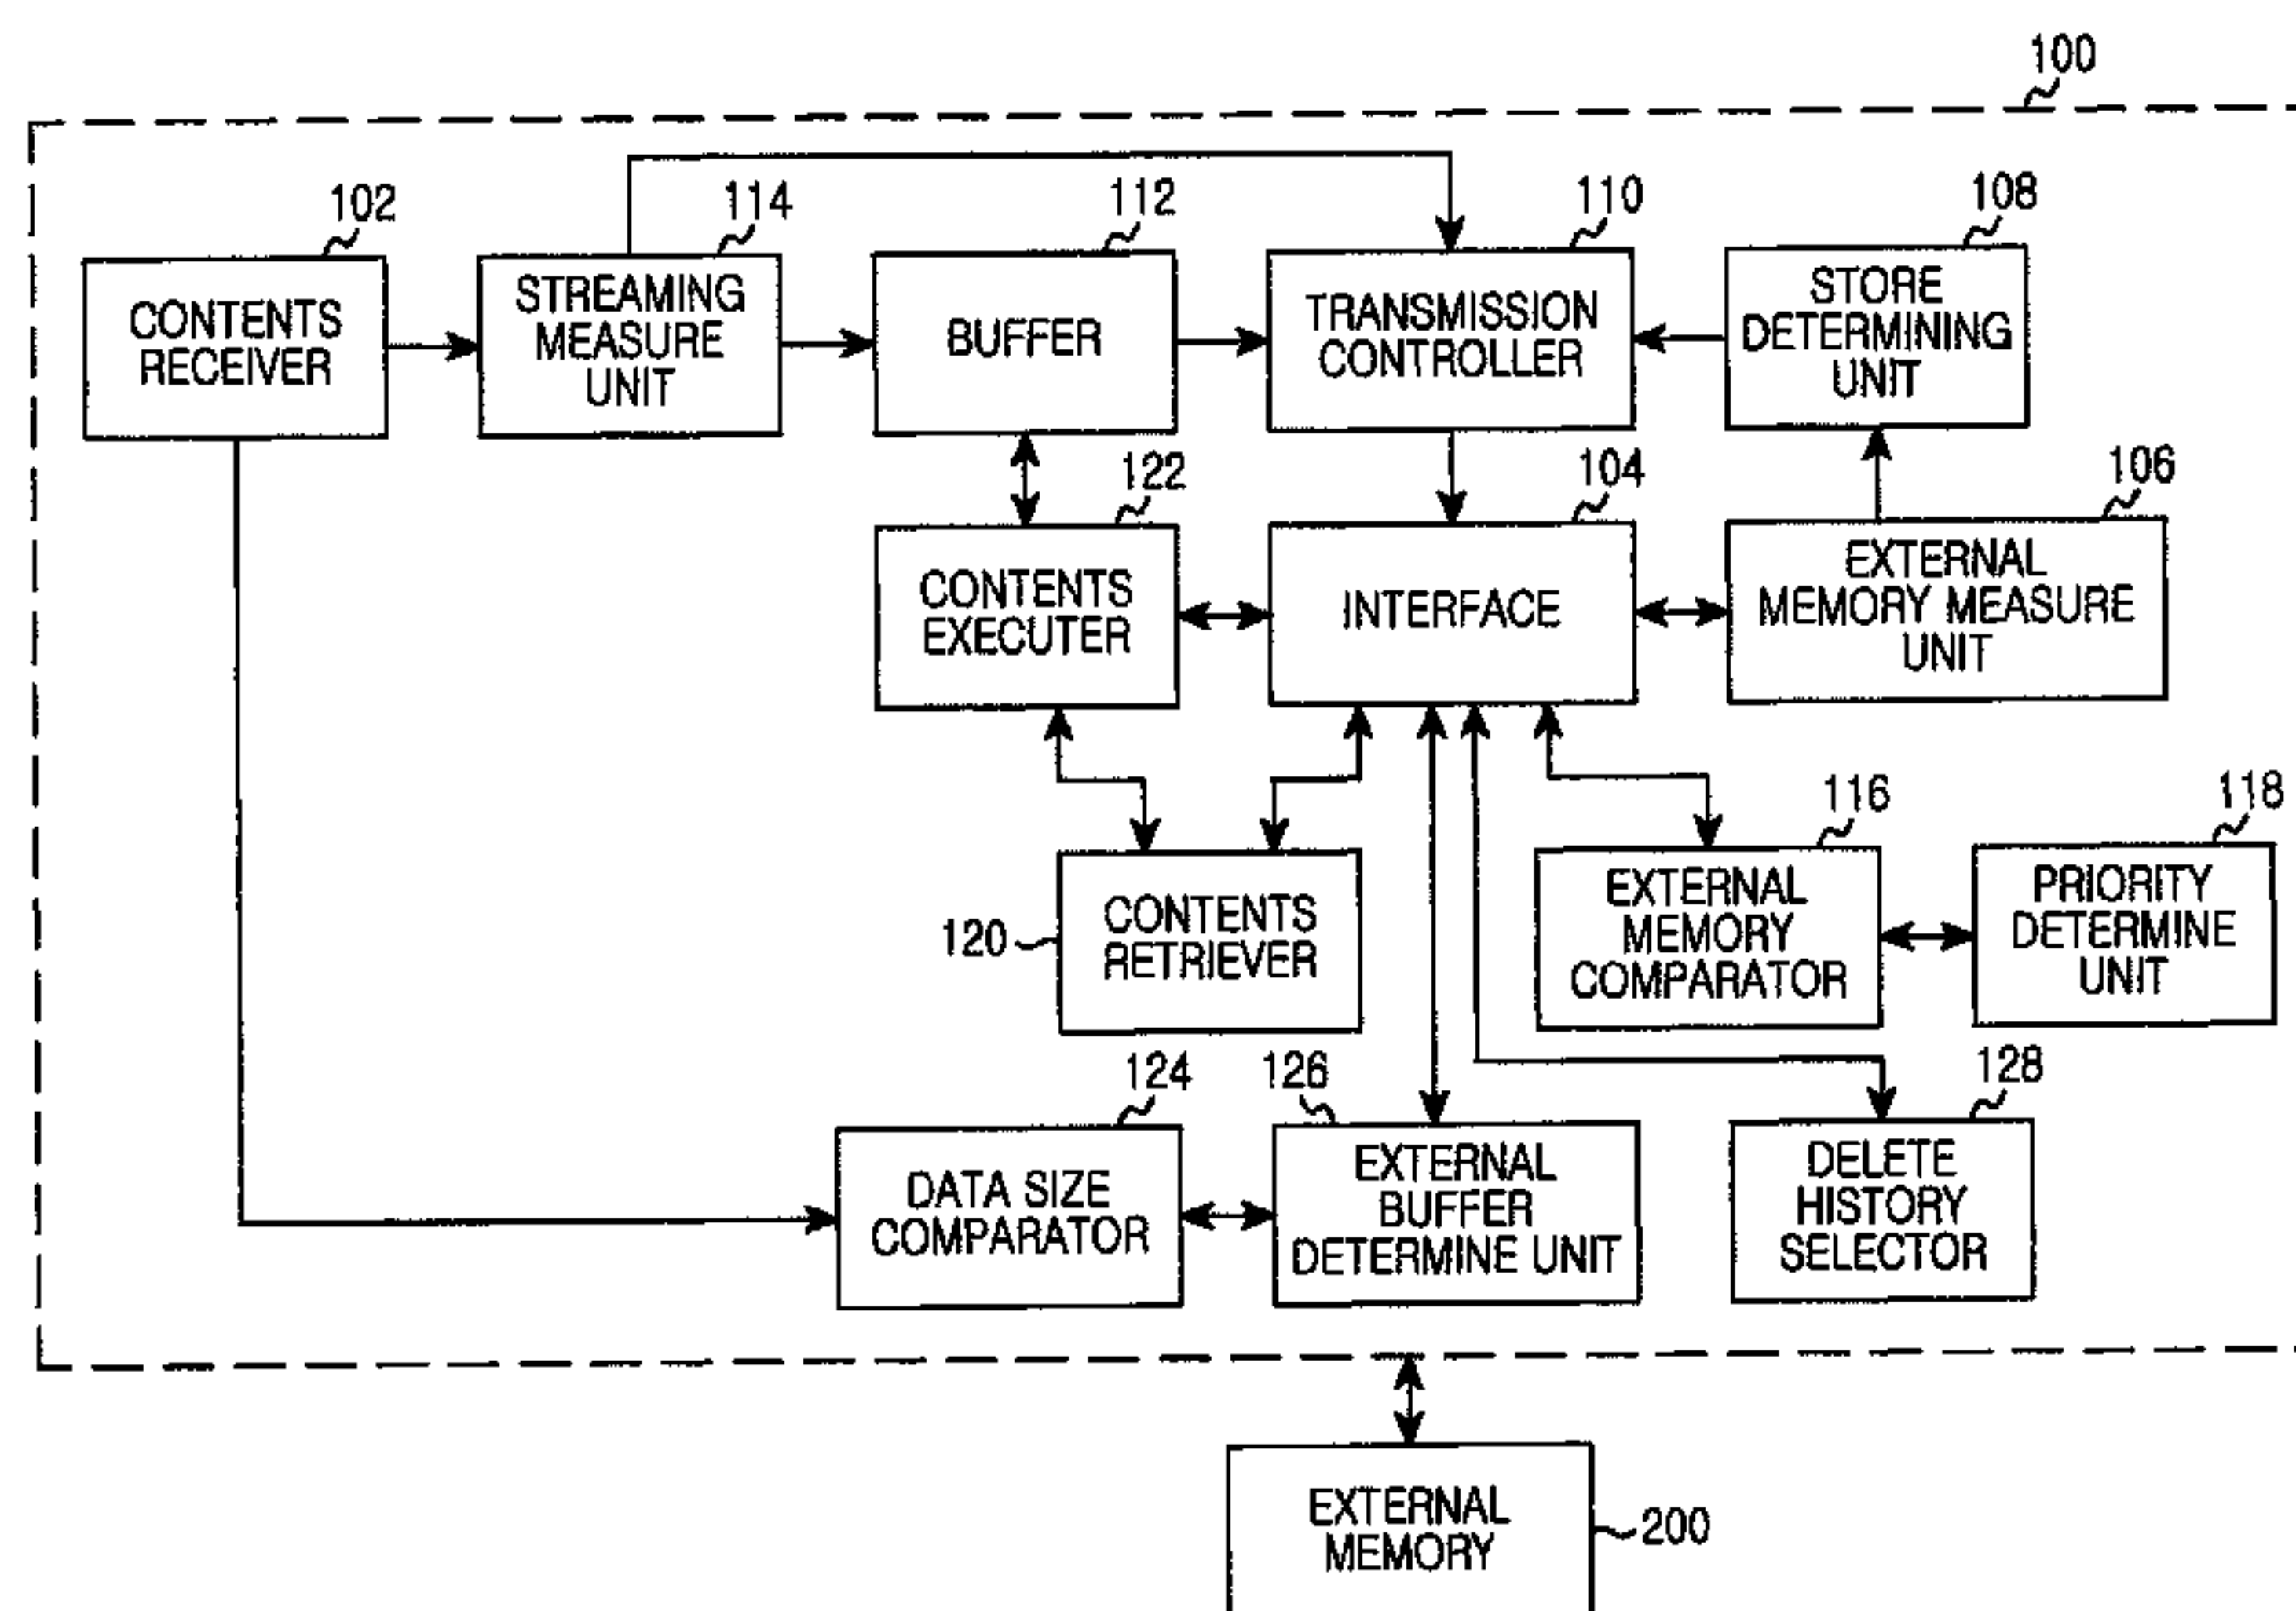 100
102
114
112
110
108
CONTENTS
RECEIVER
STREAMING
MEASURE
UNIT
BUFFER
TRANSMISSION
CONTROLLER
STORE
DETERMINING
UNIT
122
104
106
CONTENTS
EXECUTER
INTERFACE
EXTERNAL
MEMORY MEASURE
UNIT
116
118
120
CONTENTS
RETRIEVER
EXTERNAL
MEMORY
COMPARATOR
PRIORITY
DETERMINE
UNIT
124
126
128
DATA SIZE
COMPARATOR
EXTERNAL
BUFFER
DETERMINE UNIT
DELETE
HISTORY
SELECTOR
EXTERNAL
MEMORY
200